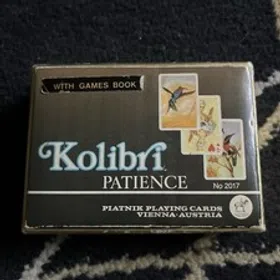 WITH GAMES BOOK
Kolibri
PATIENCE
No 2017
PIATNIK PLAYING CARDS
VIENNA·AUSTRIA